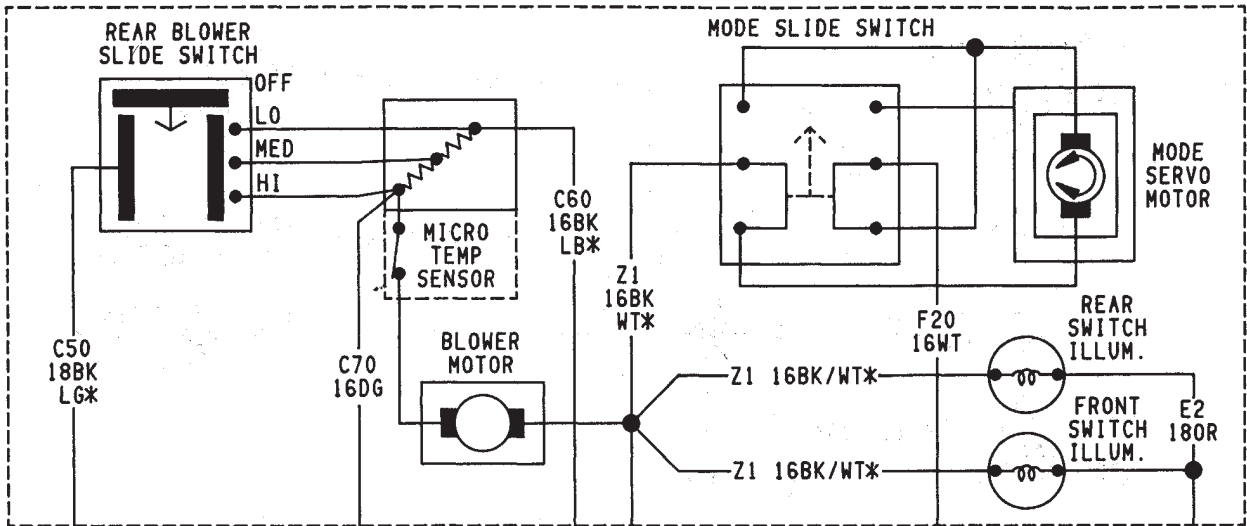 REAR BLOWER
SLIDE SWITCH
OFF
LO
MED
HI
MICRO
TEMP
SENSOR
C60
16BK
LB*
MODE SLIDE SWITCH
MODE
SERVO
MOTOR
Z1
16BK
WT*
C50
18BK
LG*
C70
16DG
BLOWER
MOTOR
F20
16WT
REAR
SWITCH
ILLUM.
Z1 16BK/WT*
FRONT
SWITCH
ILLUM.
E2
18OR
Z1 16BK/WT*